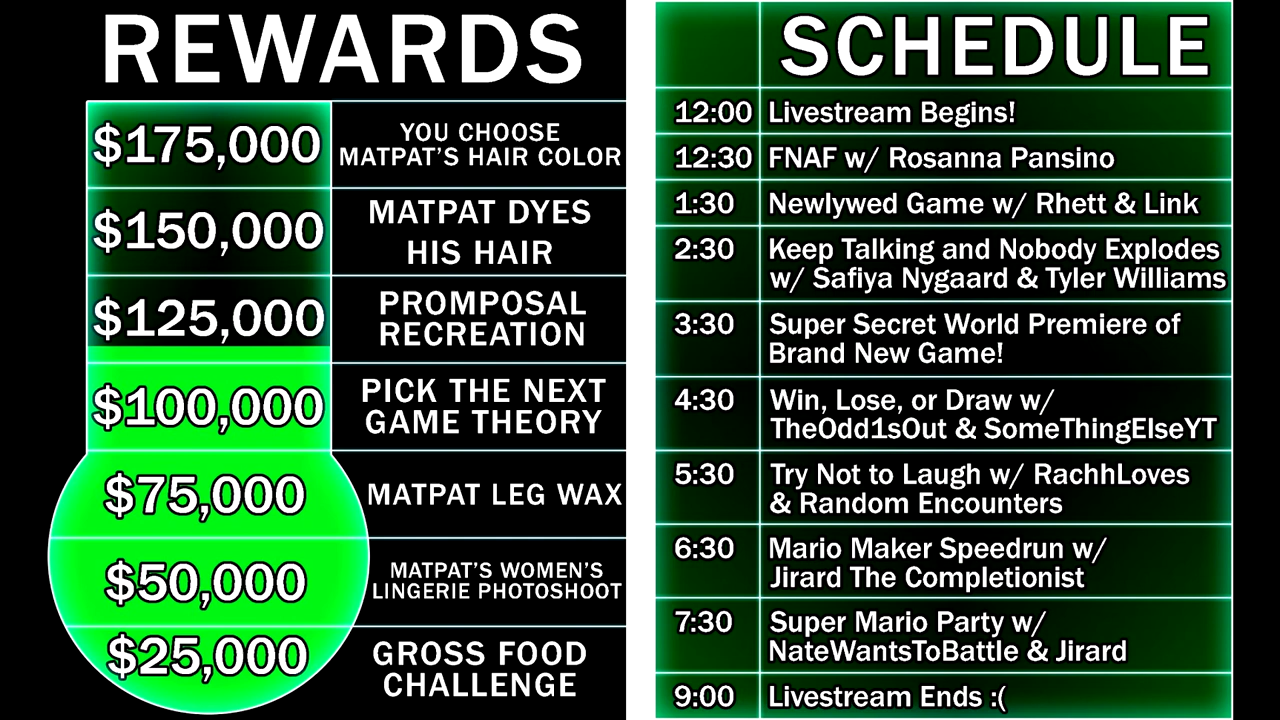 REWARDS
$175,000
YOU CHOOSE
MATPAT'S HAIR COLOR
$150,000
MATPAT DYES
HIS HAIR
$125,000
PROMPOSAL
RECREATION
$100,000
PICK THE NEXT
GAME THEORY
$75,000
MATPAT LEG WAX
$50,000
MATPAT'S WOMEN'S
LINGERIE PHOTOSHOOT
$25,000
GROSS FOOD
CHALLENGE
SCHEDULE
12:00 Livestream Begins!
12:30 FNAF w/ Rosanna Pansino
1:30 Newlywed Game w/ Rhett & Link
2:30 Keep Talking and Nobody Explodes
w/ Safiya Nygaard & Tyler Williams
3:30 Super Secret World Premiere of
Brand New Game!
4:30 Win, Lose, or Draw w/
TheOdd1sOut & SomeThingElseYT
5:30 Try Not to Laugh w/ RachhLoves
& Random Encounters
6:30 Mario Maker Speedrun w/
Jirard The Completionist
7:30 Super Mario Party w/
NateWantsToBattle & Jirard
9:00 Livestream Ends :(